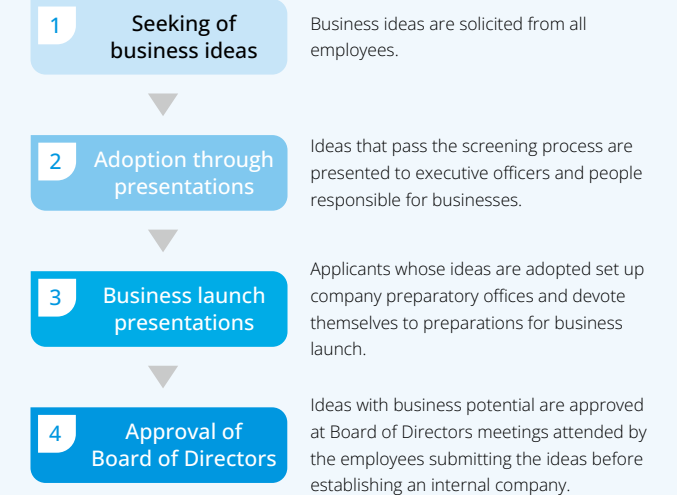 1
Seeking of
business ideas
Business ideas are solicited from all
employees.
2
Adoption through
presentations
Ideas that pass the screening process are
presented to executive officers and people
responsible for businesses.
3
Business launch
presentations
Applicants whose ideas are adopted set up
company preparatory offices and devote
themselves to preparations for business
launch.
4
Approval of
Board of Directors
Ideas with business potential are approved
at Board of Directors meetings attended by
the employees submitting the ideas before
establishing an internal company.